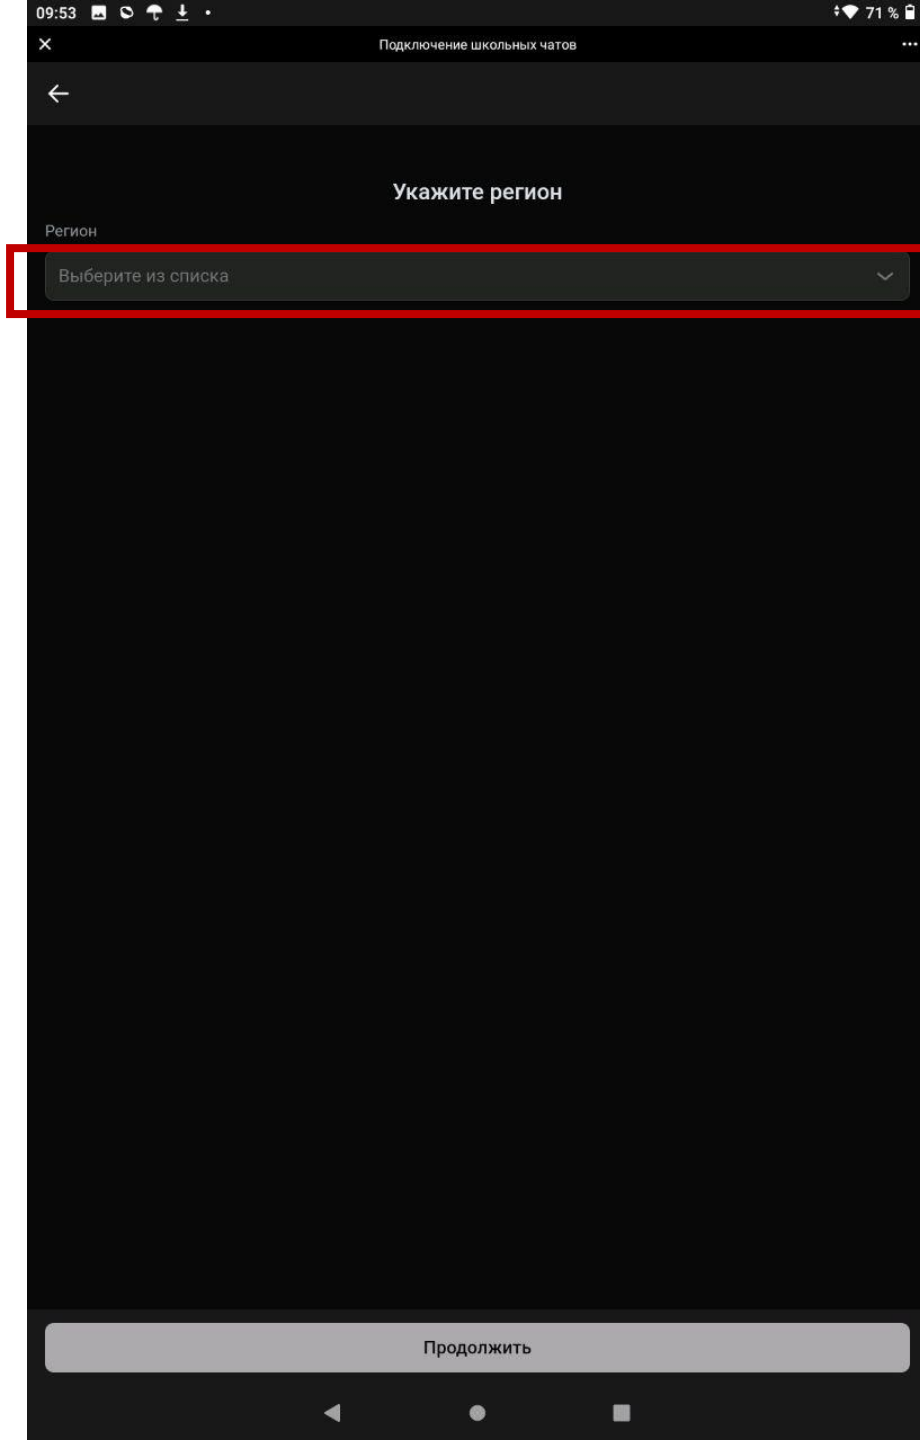 09:53 71 %
Подключение школьных чатов
Укажите регион
Регион
Выберите из списка
Продолжить